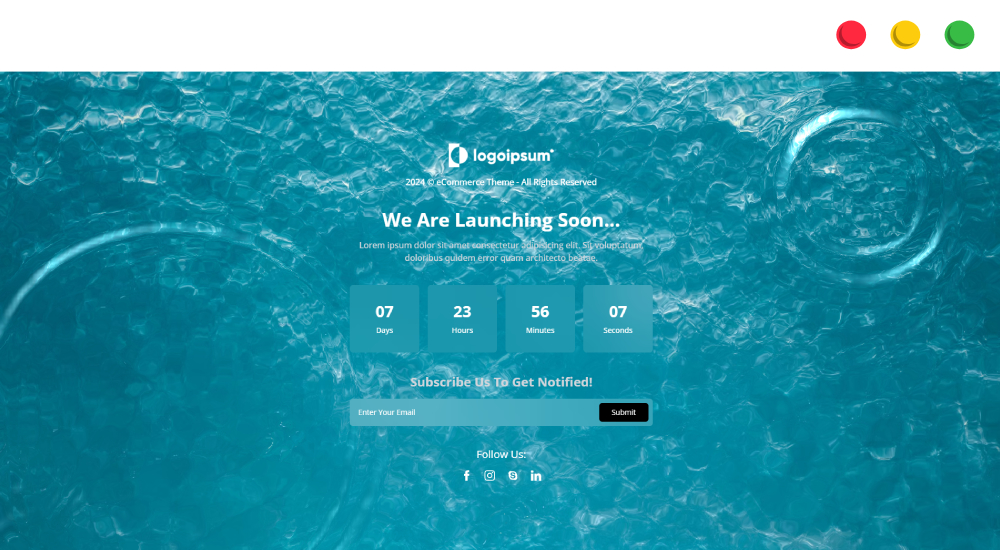 logoipsum
2024 © eCommerce Theme - All Rights Reserved
We Are Launching Soon...
Lorem ipsum dolor sit amet consectetur adipisicing elit. Sit voluptatum,
doloribus quidem error quam architecto beatae.
07 23 56 07
Days Hours Minutes Seconds
Subscribe Us To Get Notified!
Enter Your Email Submit
Follow Us: